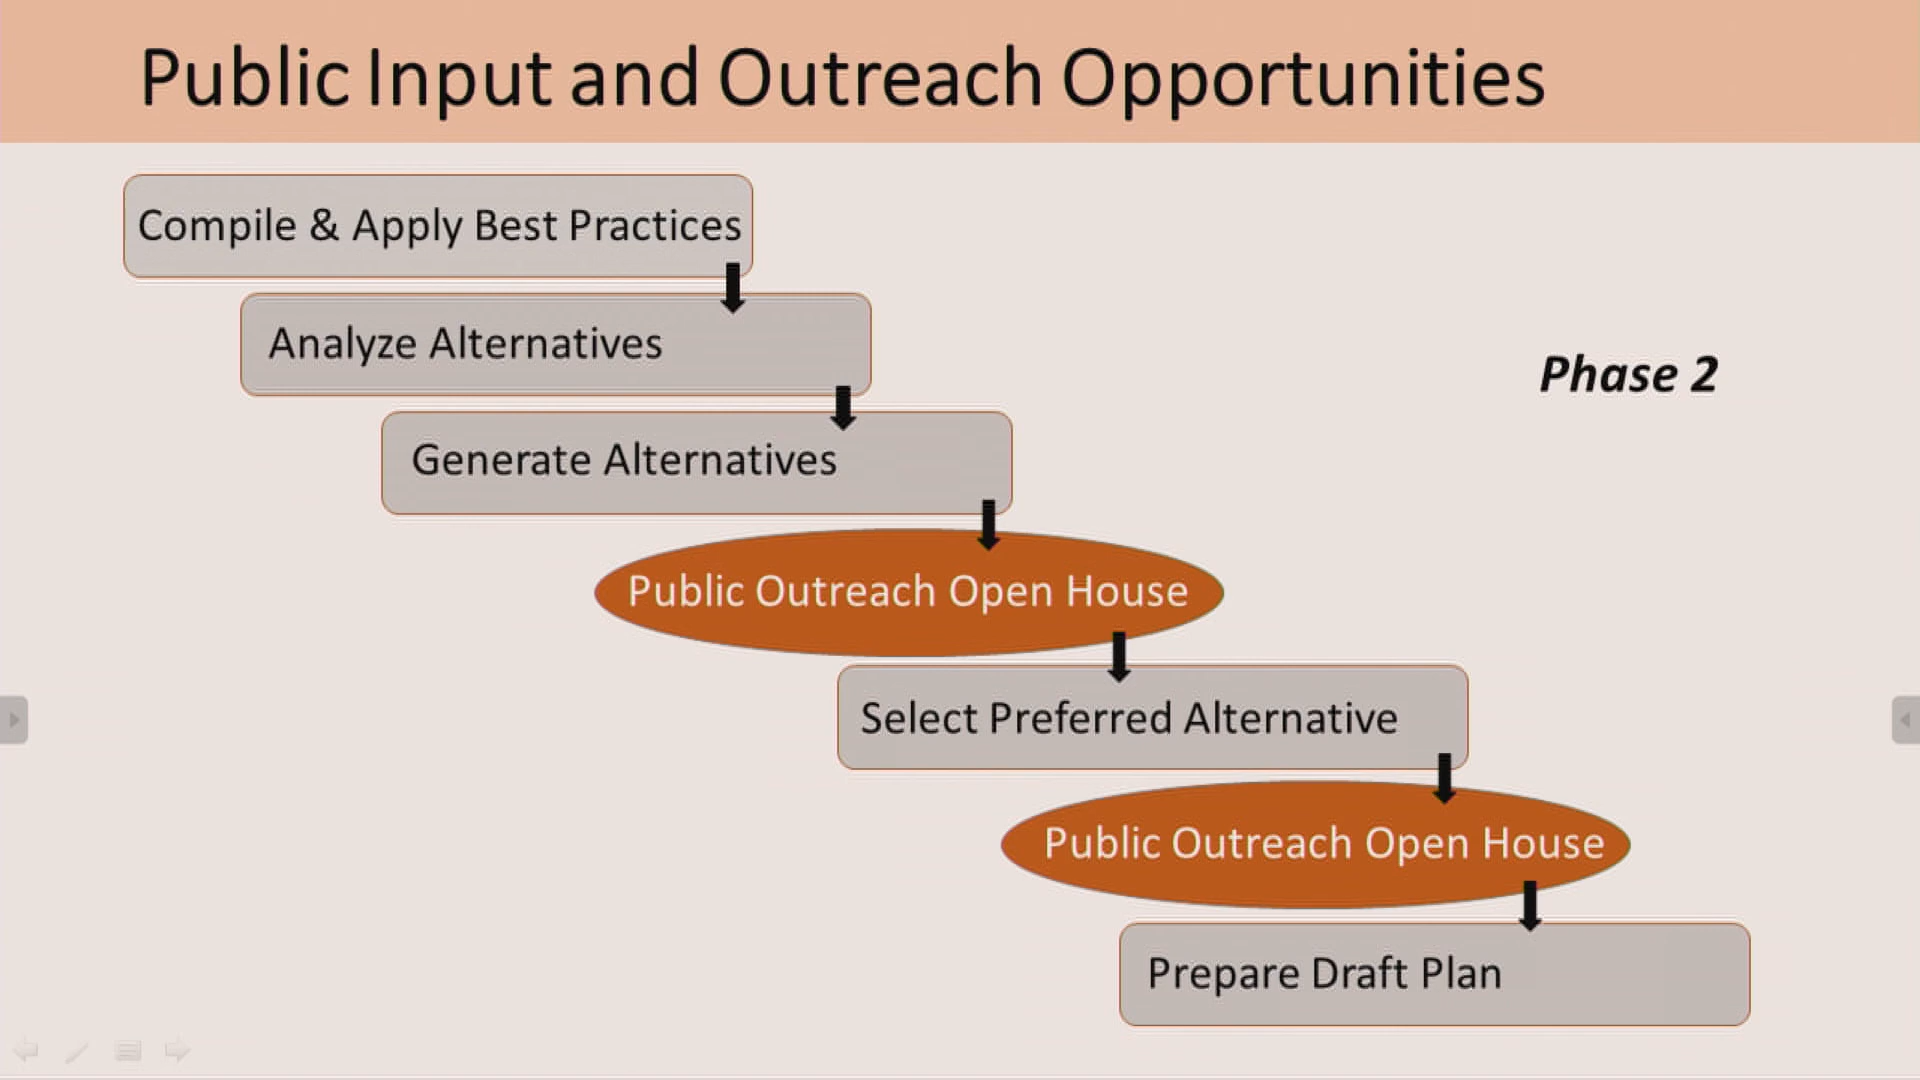 Public Input and Outreach Opportunities
Compile & Apply Best Practices
Analyze Alternatives
Phase 2
Generate Alternatives
Public Outreach Open House
Select Preferred Alternative
Public Outreach Open House
Prepare Draft Plan